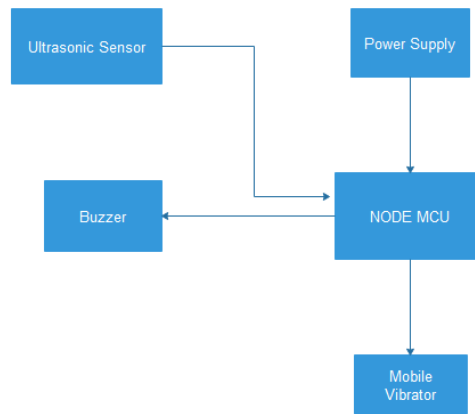 Ultrasonic Sensor
Power Supply
Buzzer
NODE MCU
Mobile
Vibrator